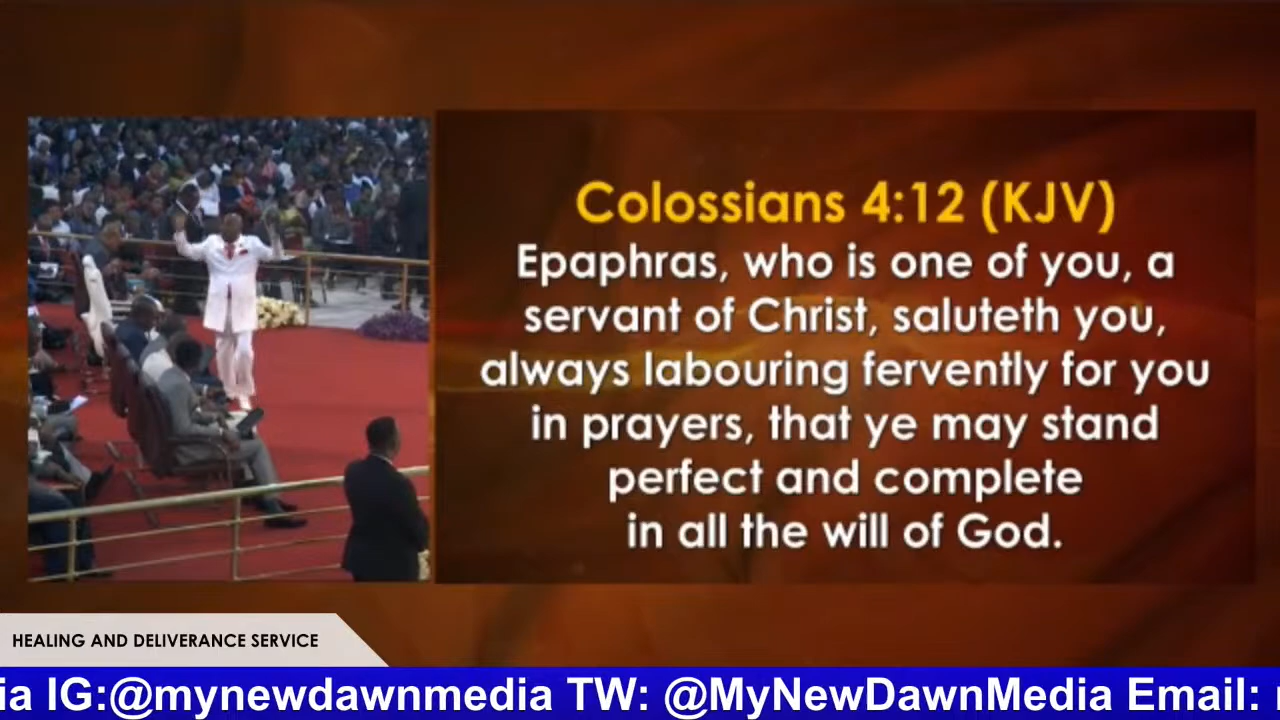 Colossians 4:12 (KJV)
Epaphras, who is one of you, a
servant of Christ, saluteth you,
always labouring fervently for you
in prayers, that ye may stand
perfect and complete
in all the will of God.
HEALING AND DELIVERANCE SERVICE
ia IG:@mynewdawnmedia TW: @MyNewDawnMedia Email: